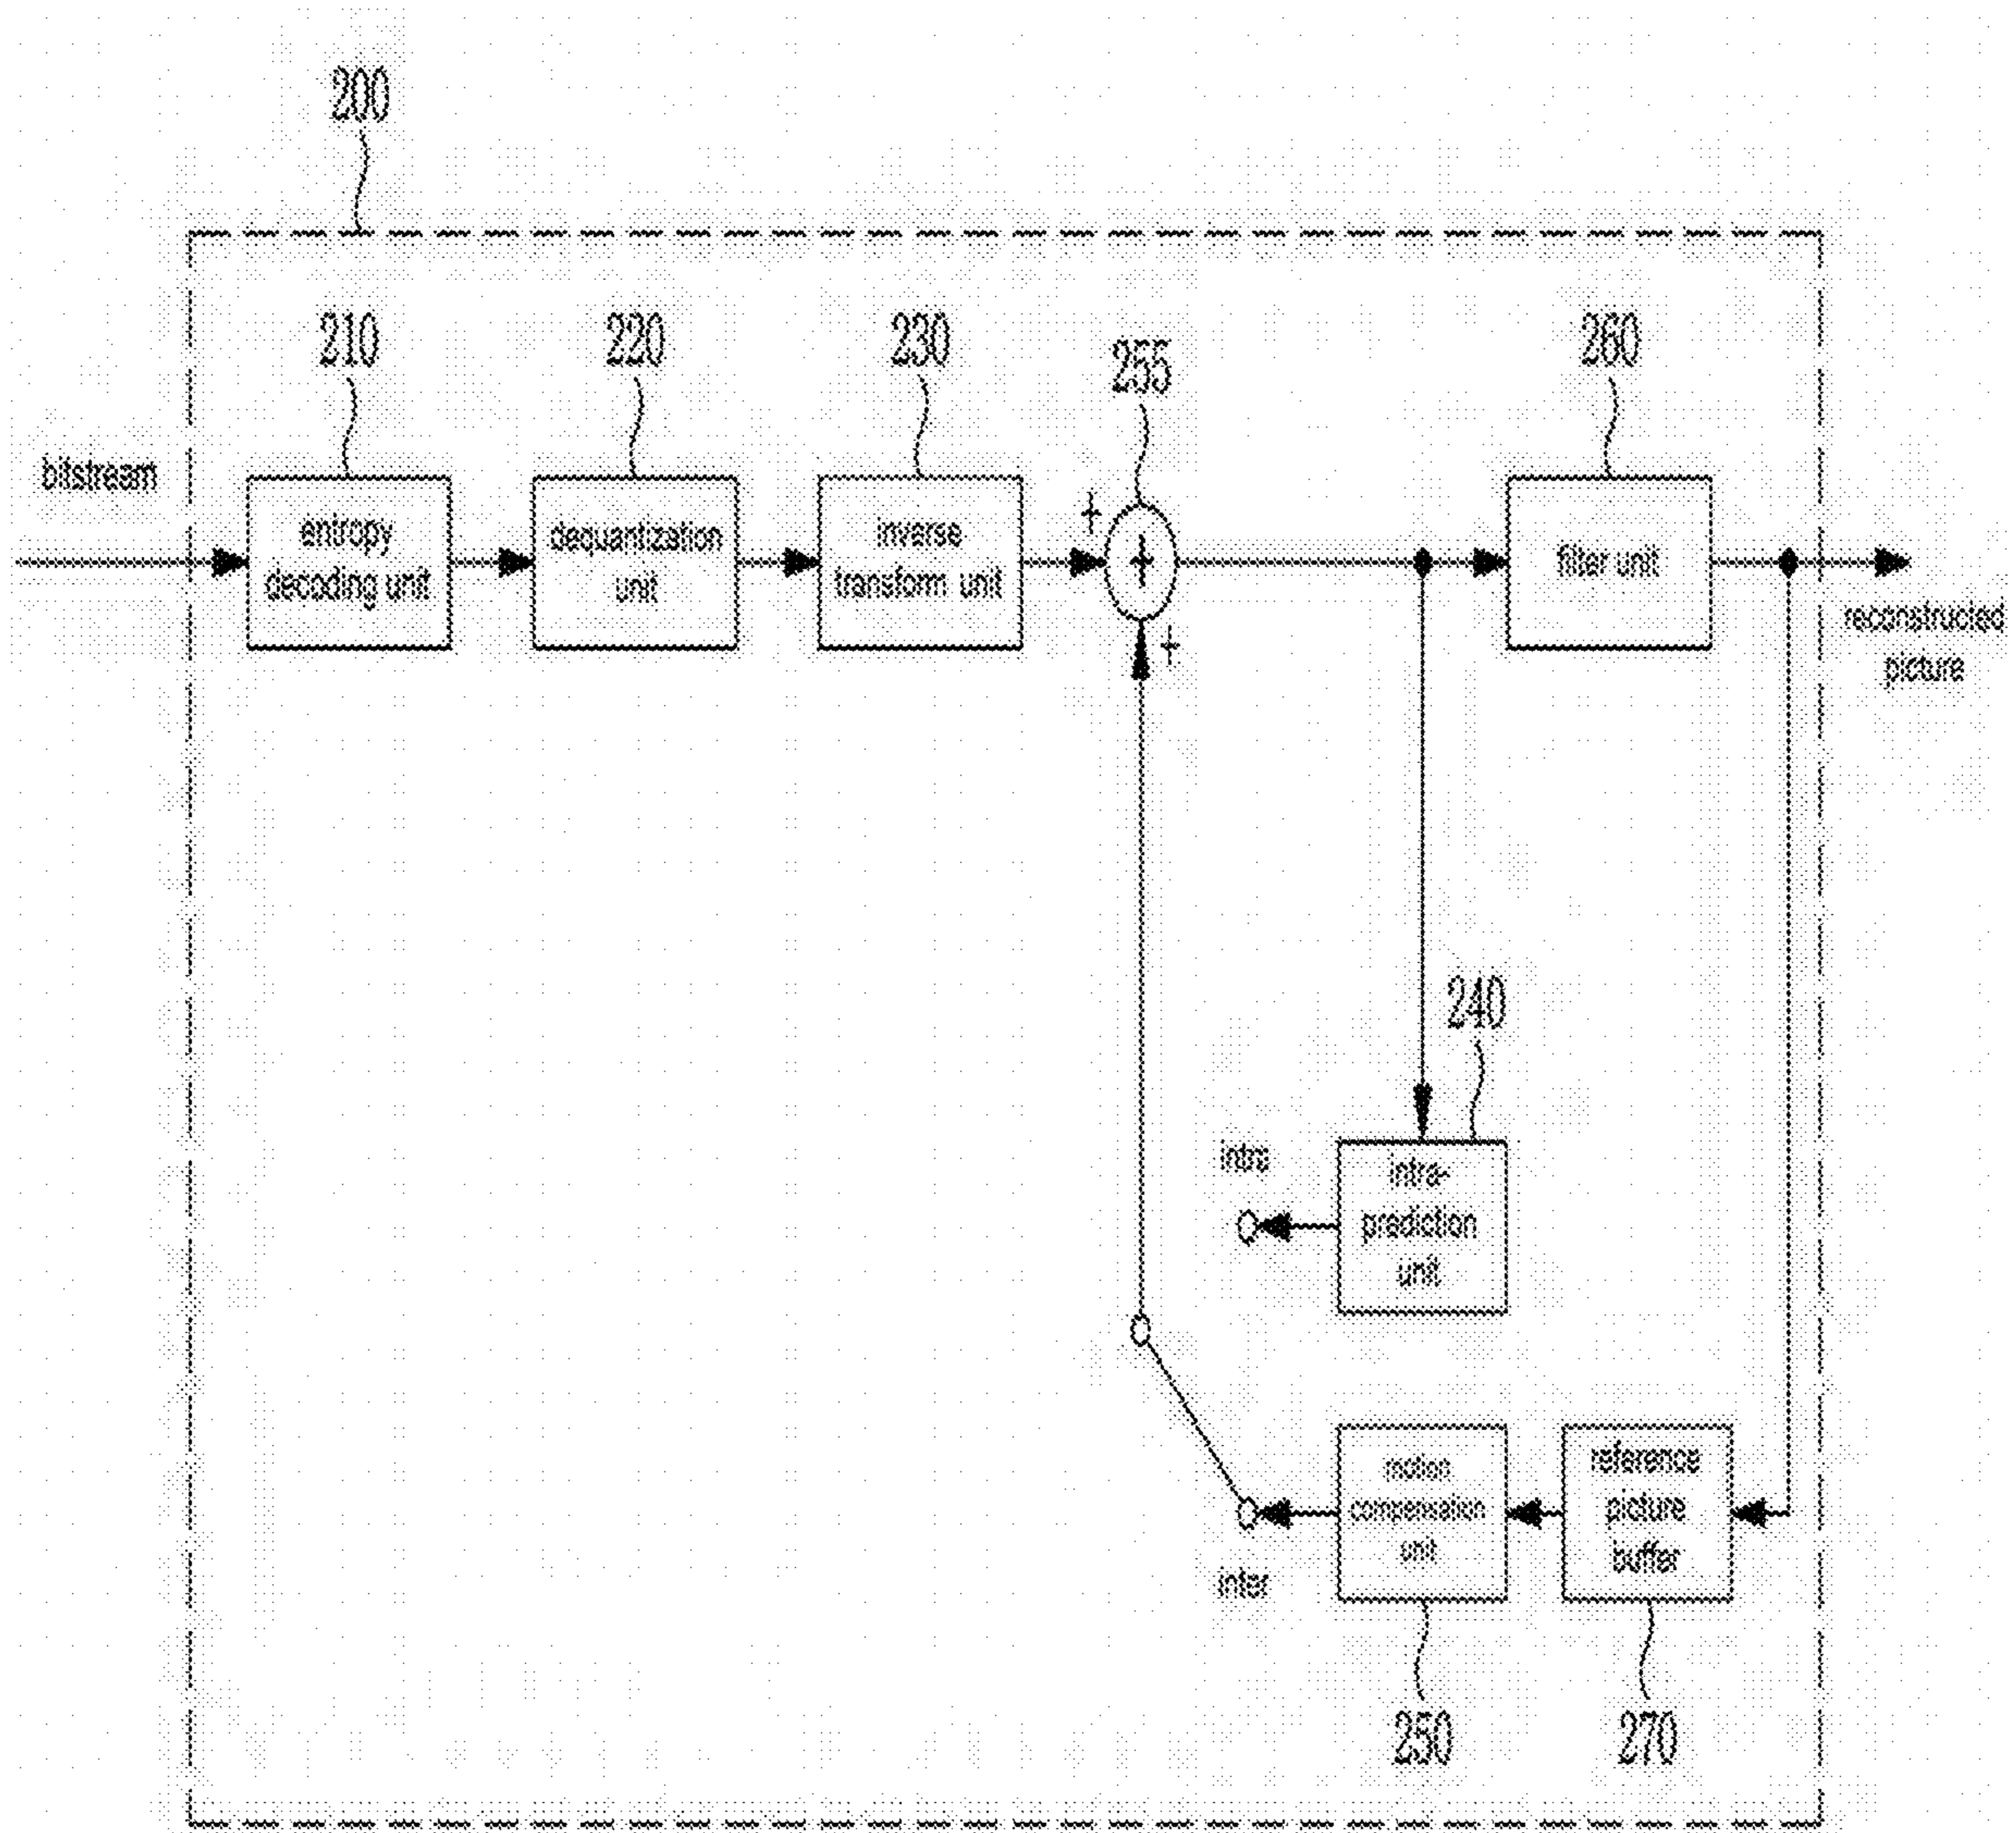 200
210
220
230
255
260
bitstream
entropy
decoding unit
dequantization
unit
inverse
transform unit
+
+
+
filter unit
reconstructed
picture
240
intra
intra-
prediction
unit
motion
compensation
unit
reference
picture
buffer
inter
250
270